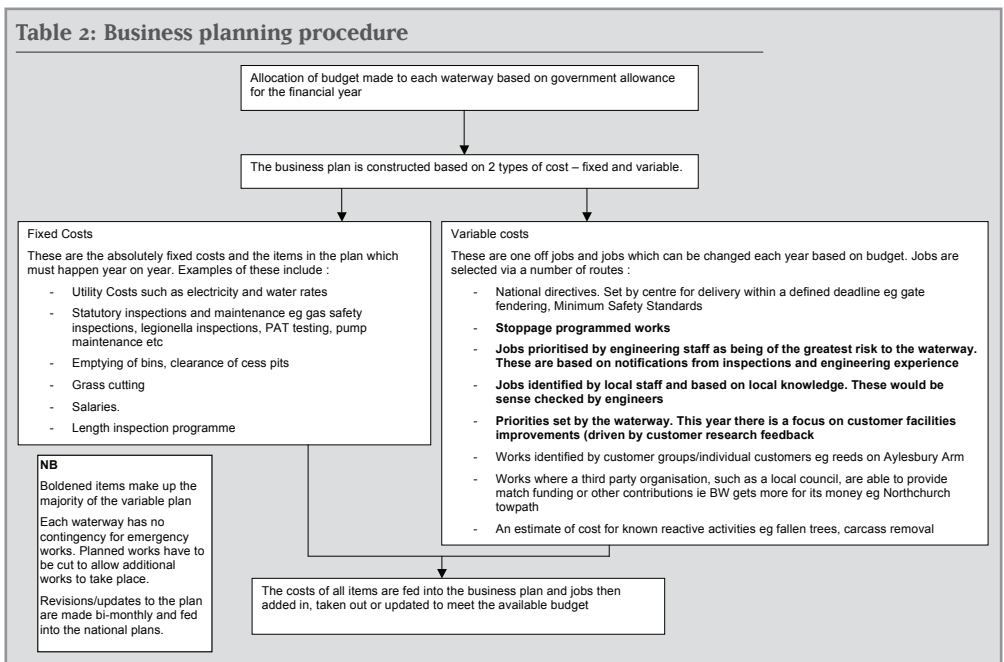 Table 2: Business planning procedure
Allocation of budget made to each waterway based on government allowance
for the financial year
The business plan is constructed based on 2 types of cost – fixed and variable.
Fixed Costs
These are the absolutely fixed costs and the items in the plan which
must happen year on year. Examples of these include :
- Utility Costs such as electricity and water rates
- Statutory inspections and maintenance eg gas safety
inspections, legionella inspections, PAT testing, pump
maintenance etc
- Emptying of bins, clearance of cess pits
- Grass cutting
- Salaries.
- Length inspection programme
Variable costs
These are one off jobs and jobs which can be changed each year based on budget. Jobs are
selected via a number of routes :
- National directives. Set by centre for delivery within a defined deadline eg gate
fendering, Minimum Safety Standards
- Stoppage programmed works
- Jobs prioritised by engineering staff as being of the greatest risk to the waterway.
These are based on notifications from inspections and engineering experience
- Jobs identified by local staff and based on local knowledge. These would be
sense checked by engineers
- Priorities set by the waterway. This year there is a focus on customer facilities
improvements (driven by customer research feedback
- Works identified by customer groups/individual customers eg reeds on Aylesbury Arm
- Works where a third party organisation, such as a local council, are able to provide
match funding or other contributions ie BW gets more for its money eg Northchurch
towpath
- An estimate of cost for known reactive activities eg fallen trees, carcass removal
NB
Boldened items make up the
majority of the variable plan
Each waterway has no
contingency for emergency
works. Planned works have to
be cut to allow additional
works to take place.
Revisions/updates to the plan
are made bi-monthly and fed
into the national plans.
The costs of all items are fed into the business plan and jobs then
added in, taken out or updated to meet the available budget